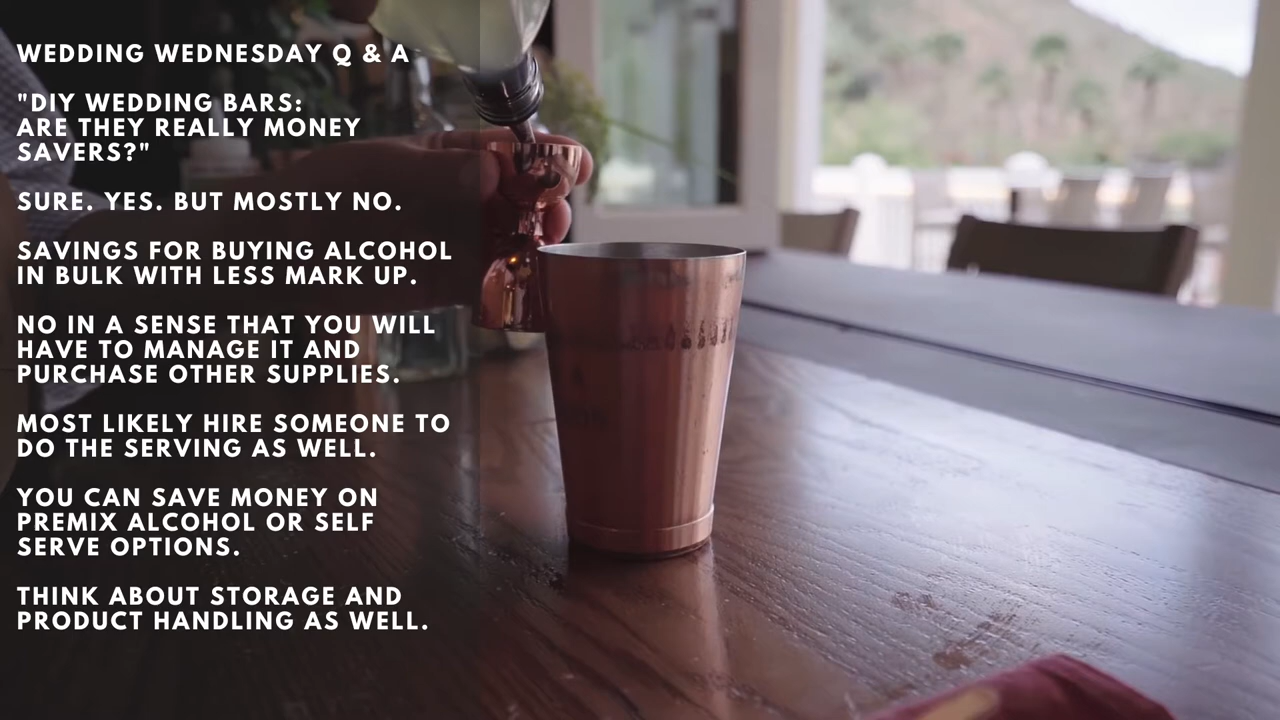 WEDDING WEDNESDAY Q & A
"DIY WEDDING BARS:
ARE THEY REALLY MONEY
SAVERS?"
SURE. YES. BUT MOSTLY NO.
SAVINGS FOR BUYING ALCOHOL
IN BULK WITH LESS MARK UP.
NO IN A SENSE THAT YOU WILL
HAVE TO MANAGE IT AND
PURCHASE OTHER SUPPLIES.
MOST LIKELY HIRE SOMEONE TO
DO THE SERVING AS WELL.
YOU CAN SAVE MONEY ON
PREMIX ALCOHOL OR SELF
SERVE OPTIONS.
THINK ABOUT STORAGE AND
PRODUCT HANDLING AS WELL.